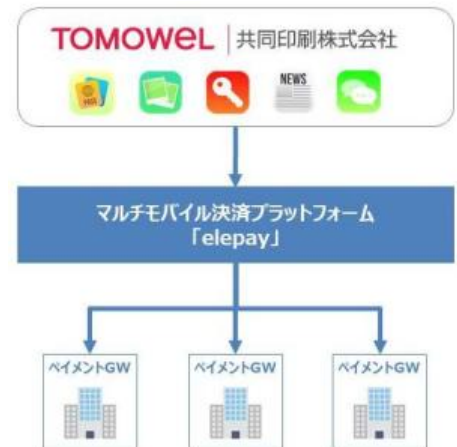 TOMOWEL 共同印刷株式会社
PASS
NEWS
マルチモバイル決済プラットフォーム
「elepay」
ペイメントGW ペイメントGW ペイメントGW